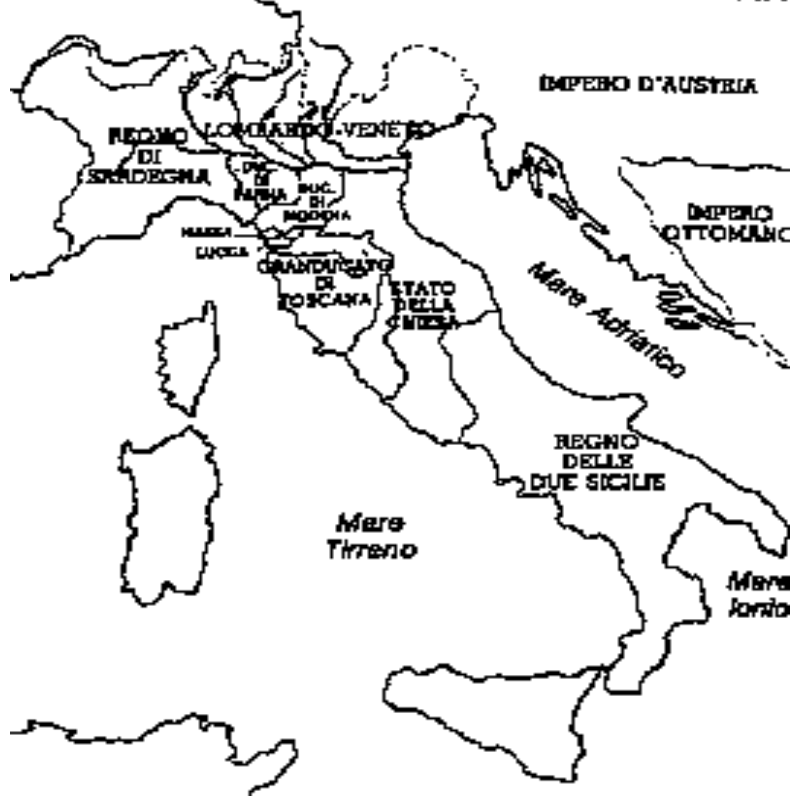 IMPERO D'AUSTRIA
LOMBARDO-VENETO
REGNO
DI
SARDEGNA
DUC.
DI
PARMA
DUC.
DI
MODENA
IMPERO
OTTOMANO
MASSA
LUCCA
GRANDUCATO
DI
TOSCANA
STATO
DELLA
CHIESA
Mare Adriatico
REGNO
DELLE
DUE SICILIE
Mare
Tirreno
Mare
Ionio